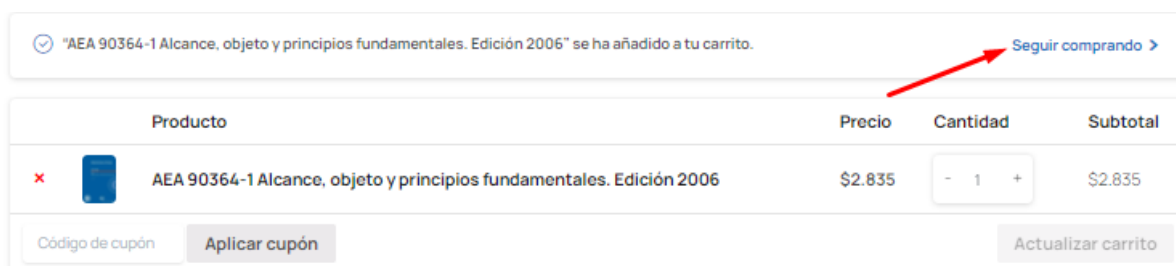 “AEA 90364-1 Alcance, objeto y principios fundamentales. Edición 2006” se ha añadido a tu carrito. Seguir comprando
Producto Precio Cantidad Subtotal
× AEA 90364-1 Alcance, objeto y principios fundamentales. Edición 2006 $2.835 - 1 + $2.835
Código de cupón Aplicar cupón Actualizar carrito